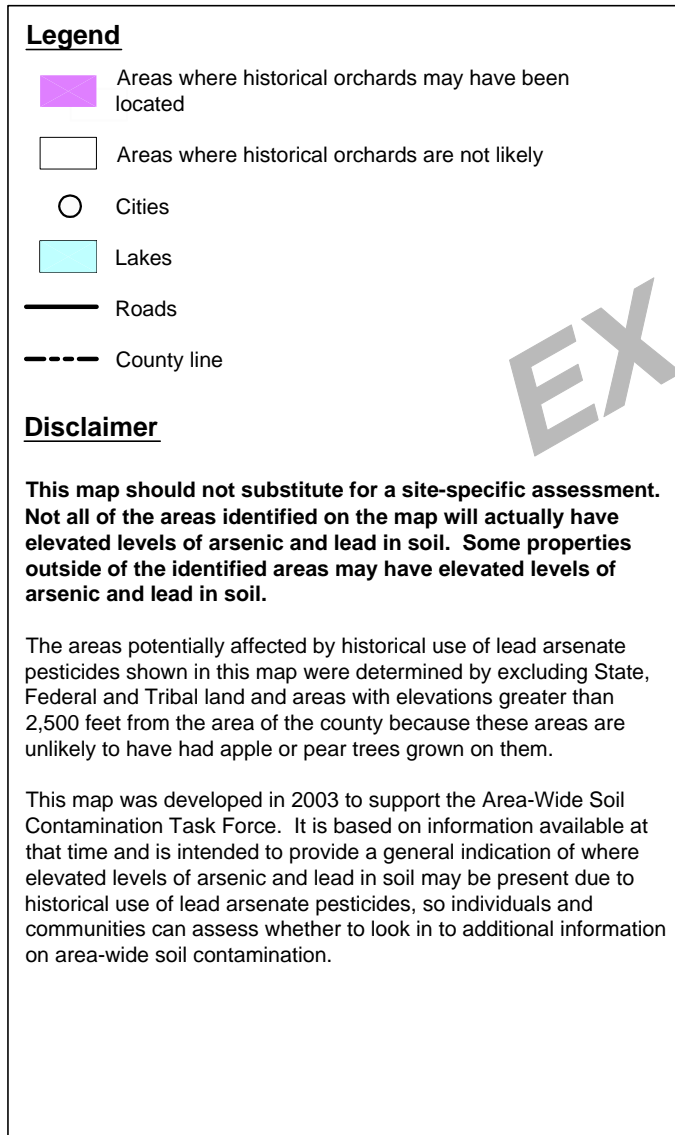 Legend
Areas where historical orchards may have been
located
Areas where historical orchards are not likely
Cities
Lakes
Roads
County line
EX
Disclaimer
This map should not substitute for a site-specific assessment.
Not all of the areas identified on the map will actually have
elevated levels of arsenic and lead in soil.  Some properties
outside of the identified areas may have elevated levels of
arsenic and lead in soil.
The areas potentially affected by historical use of lead arsenate
pesticides shown in this map were determined by excluding State,
Federal and Tribal land and areas with elevations greater than
2,500 feet from the area of the county because these areas are
unlikely to have had apple or pear trees grown on them.
This map was developed in 2003 to support the Area-Wide Soil
Contamination Task Force.  It is based on information available at
that time and is intended to provide a general indication of where
elevated levels of arsenic and lead in soil may be present due to
historical use of lead arsenate pesticides, so individuals and
communities can assess whether to look in to additional information
on area-wide soil contamination.